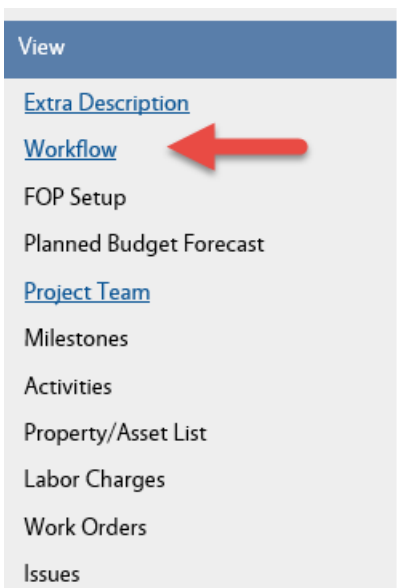 View
Extra Description
Workflow
FOP Setup
Planned Budget Forecast
Project Team
Milestones
Activities
Property/Asset List
Labor Charges
Work Orders
Issues